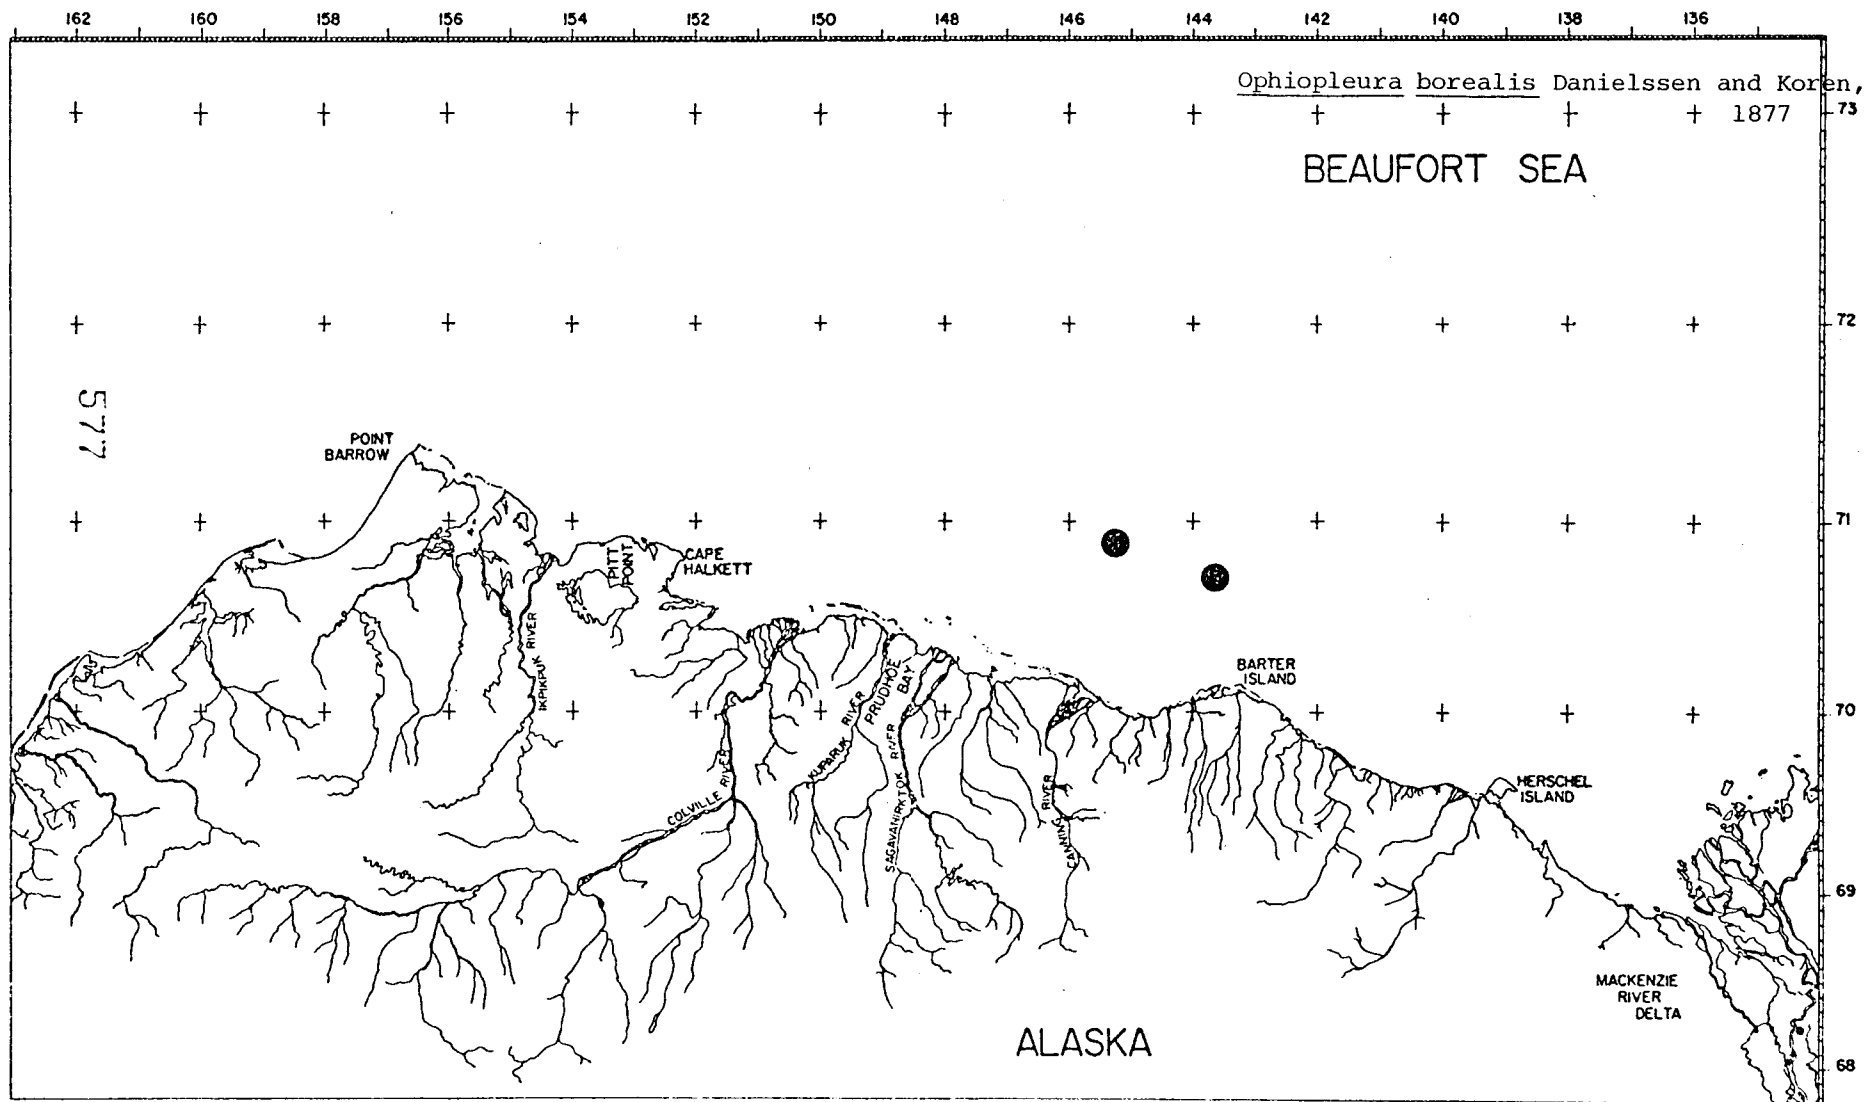 162 160 158 156 154 152 150 148 146 144 142 140 138 136
Ophiopleura borealis Danielssen and Koren,
1877
73
BEAUFORT SEA
72
577
POINT
BARROW
71
CAPE
HALKETT
PITT
POINT
IKPIKPUK RIVER
BARTER
ISLAND
PRUDHOE
BAY
KUPARUK RIVER
70
COLVILLE RIVER
SAGAVANIRKTOK RIVER
CANNING RIVER
HERSCHEL
ISLAND
69
MACKENZIE
RIVER
DELTA
ALASKA
68